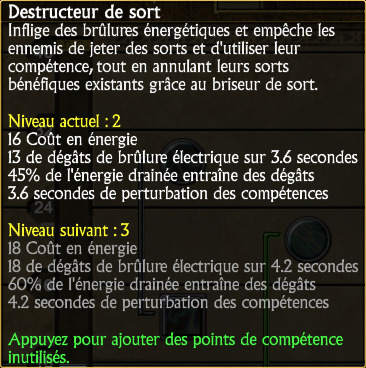 Destructeur de sort
Inflige des brûlures énergétiques et empêche les
ennemis de jeter des sorts et d'utiliser leur
compétence, tout en annulant leurs sorts
bénéfiques existants grâce au briseur de sort.
Niveau actuel : 2
16 Coût en énergie
13 de dégâts de brûlure électrique sur 3.6 secondes
45% de l'énergie drainée entraîne des dégâts
3.6 secondes de perturbation des compétences
24
Niveau suivant : 3
18 Coût en énergie
18 de dégâts de brûlure électrique sur 4.2 secondes
60% de l'énergie drainée entraîne des dégâts
4.2 secondes de perturbation des compétences
Appuyez pour ajouter des points de compétence
inutilisés.